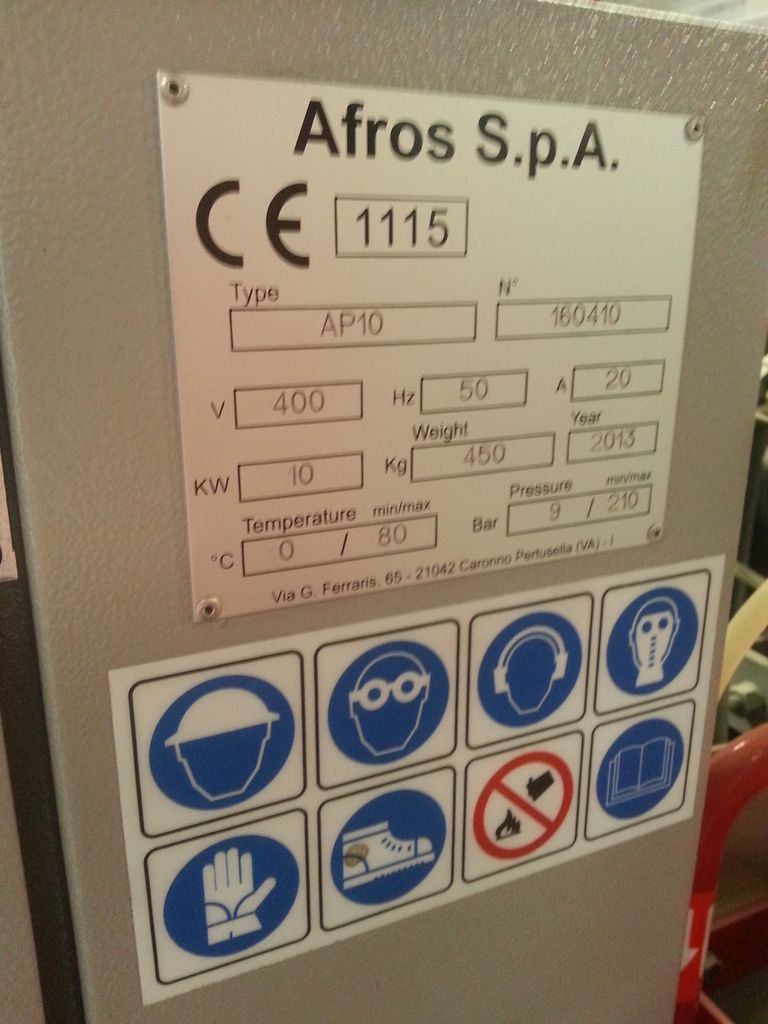 Afros S.p.A.
CE 1115
Type N°
AP10 160410
V 400 Hz 50 A 20
Weight Year
KW 10 Kg 450 2013
Temperature min/max Pressure min/max
°C 0 / 80 Bar 9 / 210
Via G. Ferraris, 65 - 21042 Caronno Pertusella (VA) - I